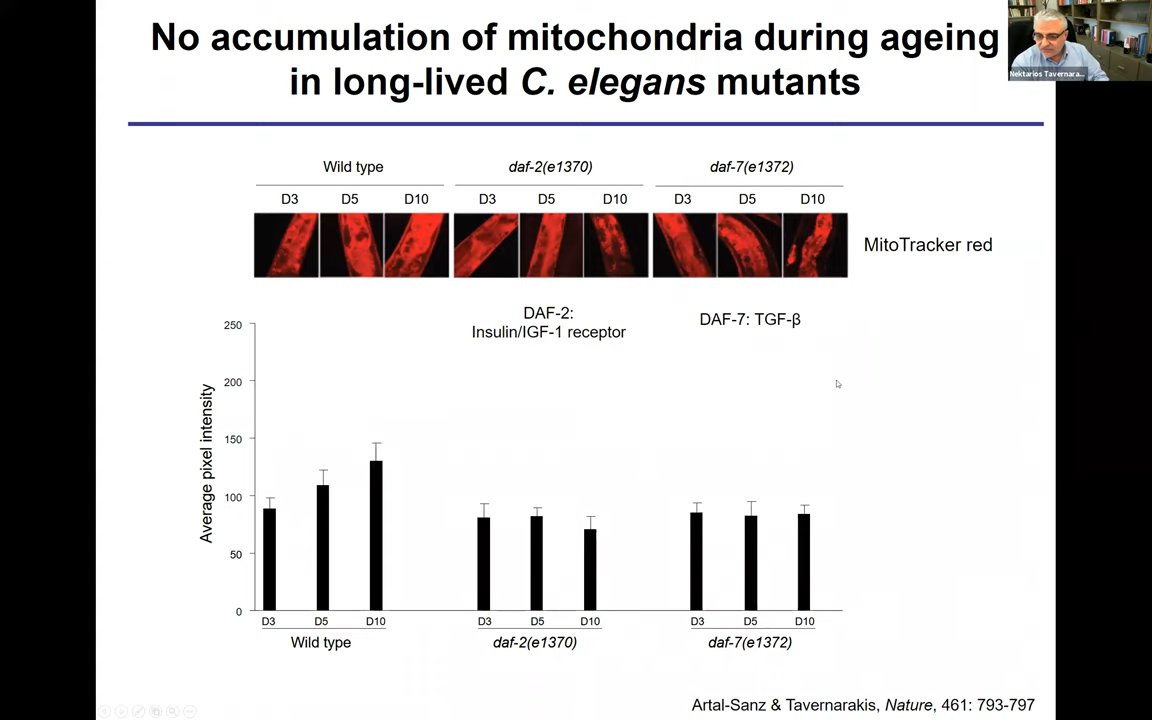 No accumulation of mitochondria during ageing
in long-lived C. elegans mutants
Nektarios Tavernara...
Wild type
daf-2(e1370)
daf-7(e1372)
D3 D5 D10 D3 D5 D10 D3 D5 D10
MitoTracker red
DAF-2:
Insulin/IGF-1 receptor
DAF-7: TGF-β
Average pixel intensity
250
200
150
100
50
0
D3 D5 D10 D3 D5 D10 D3 D5 D10
Wild type
daf-2(e1370)
daf-7(e1372)
Artal-Sanz & Tavernarakis, Nature, 461: 793-797